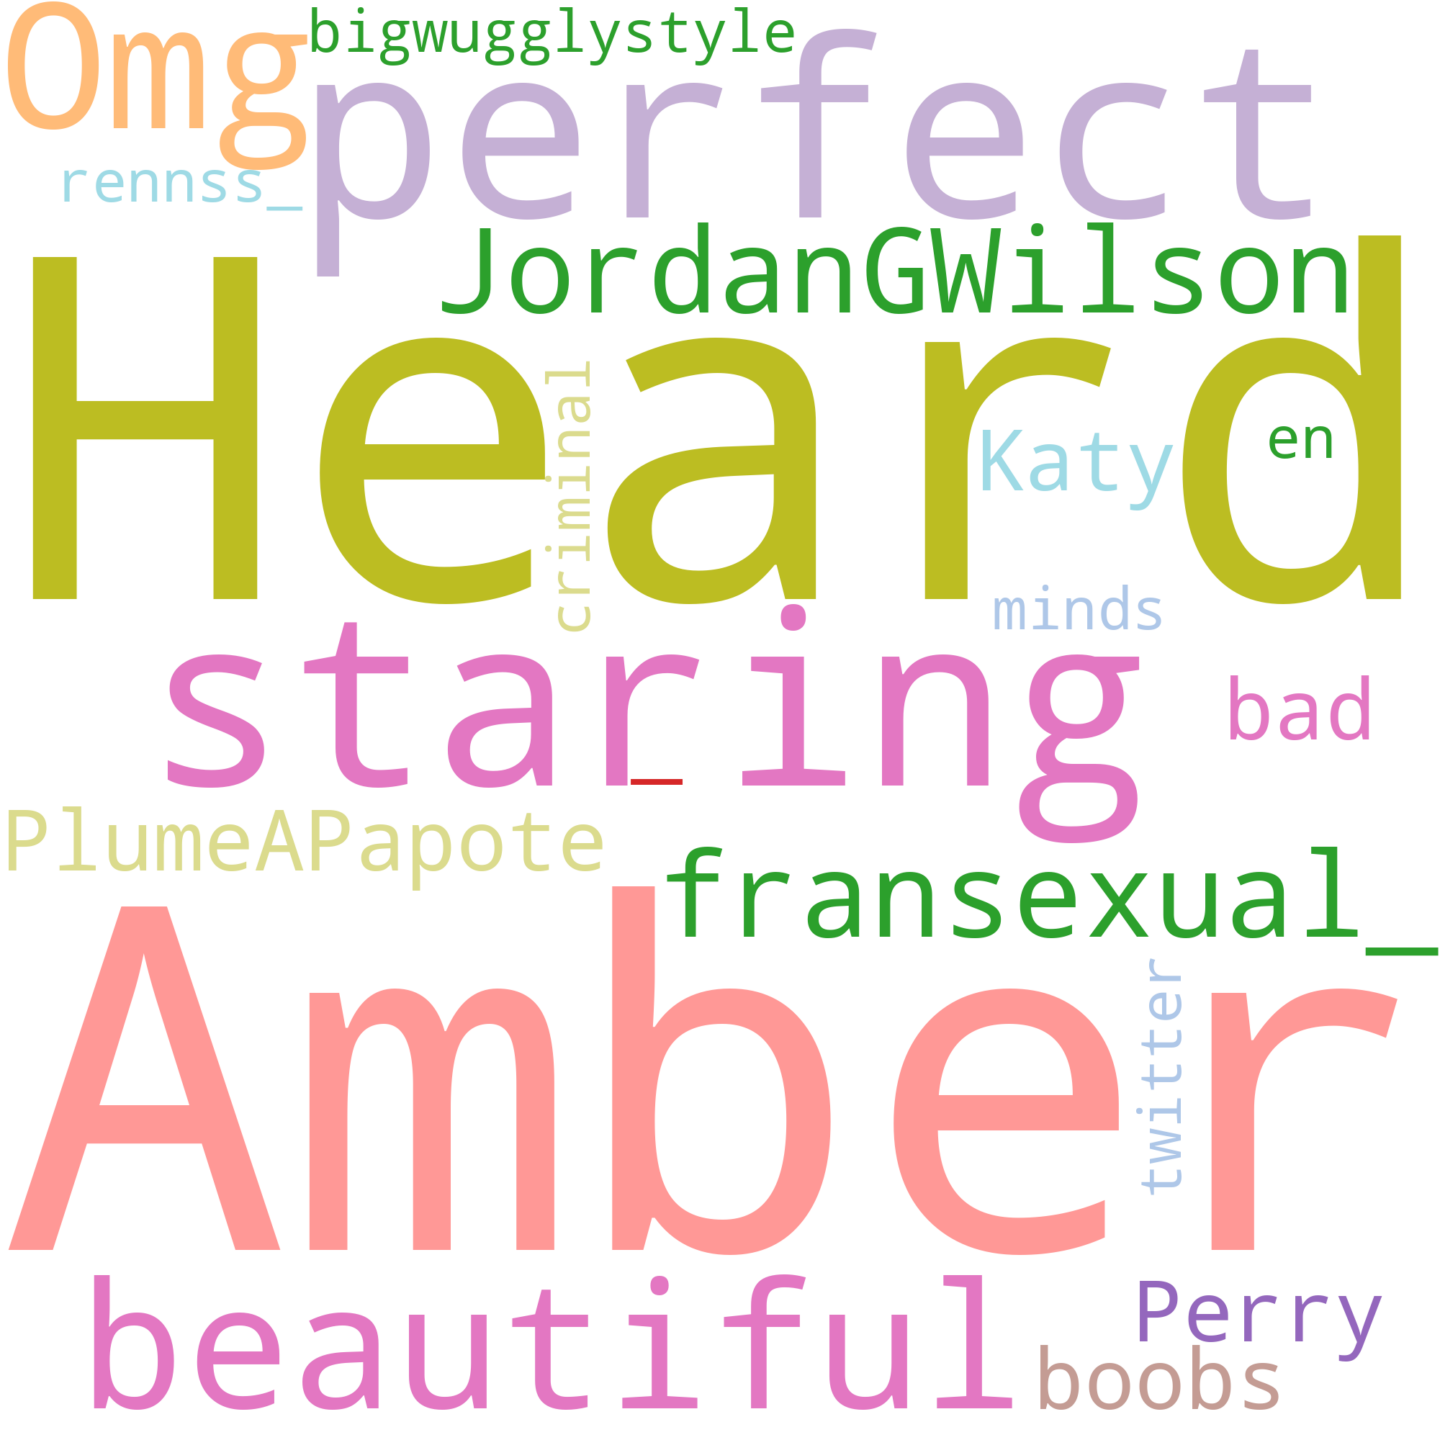 Omg
bigwugglystyle
perfect
rennss_
JordanGWilson
Heard
criminal
Katy
en
minds
staring
bad
_
PlumeAPapote
fransexual_
Amber
twitter
beautiful
Perry
boobs